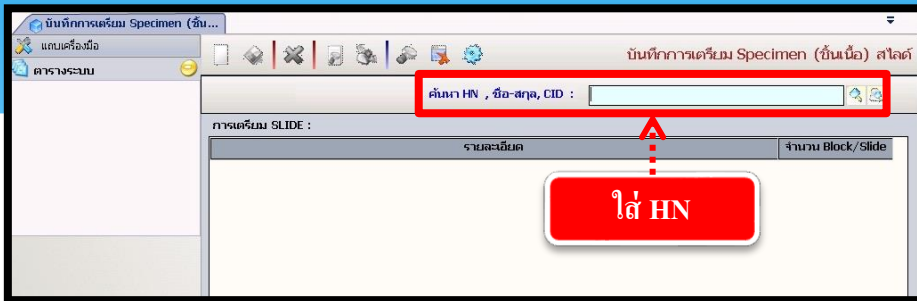 บันทึกการเตรียม Specimen (ชิ้น...
แถบเครื่องมือ
ตารางระบบ
บันทึกการเตรียม Specimen (ชิ้นเนื้อ) สไลด์
ค้นหา HN , ชื่อ-สกุล, CID :
การเตรียม SLIDE :
รายละเอียด
จำนวน Block/Slide
ใส่ HN